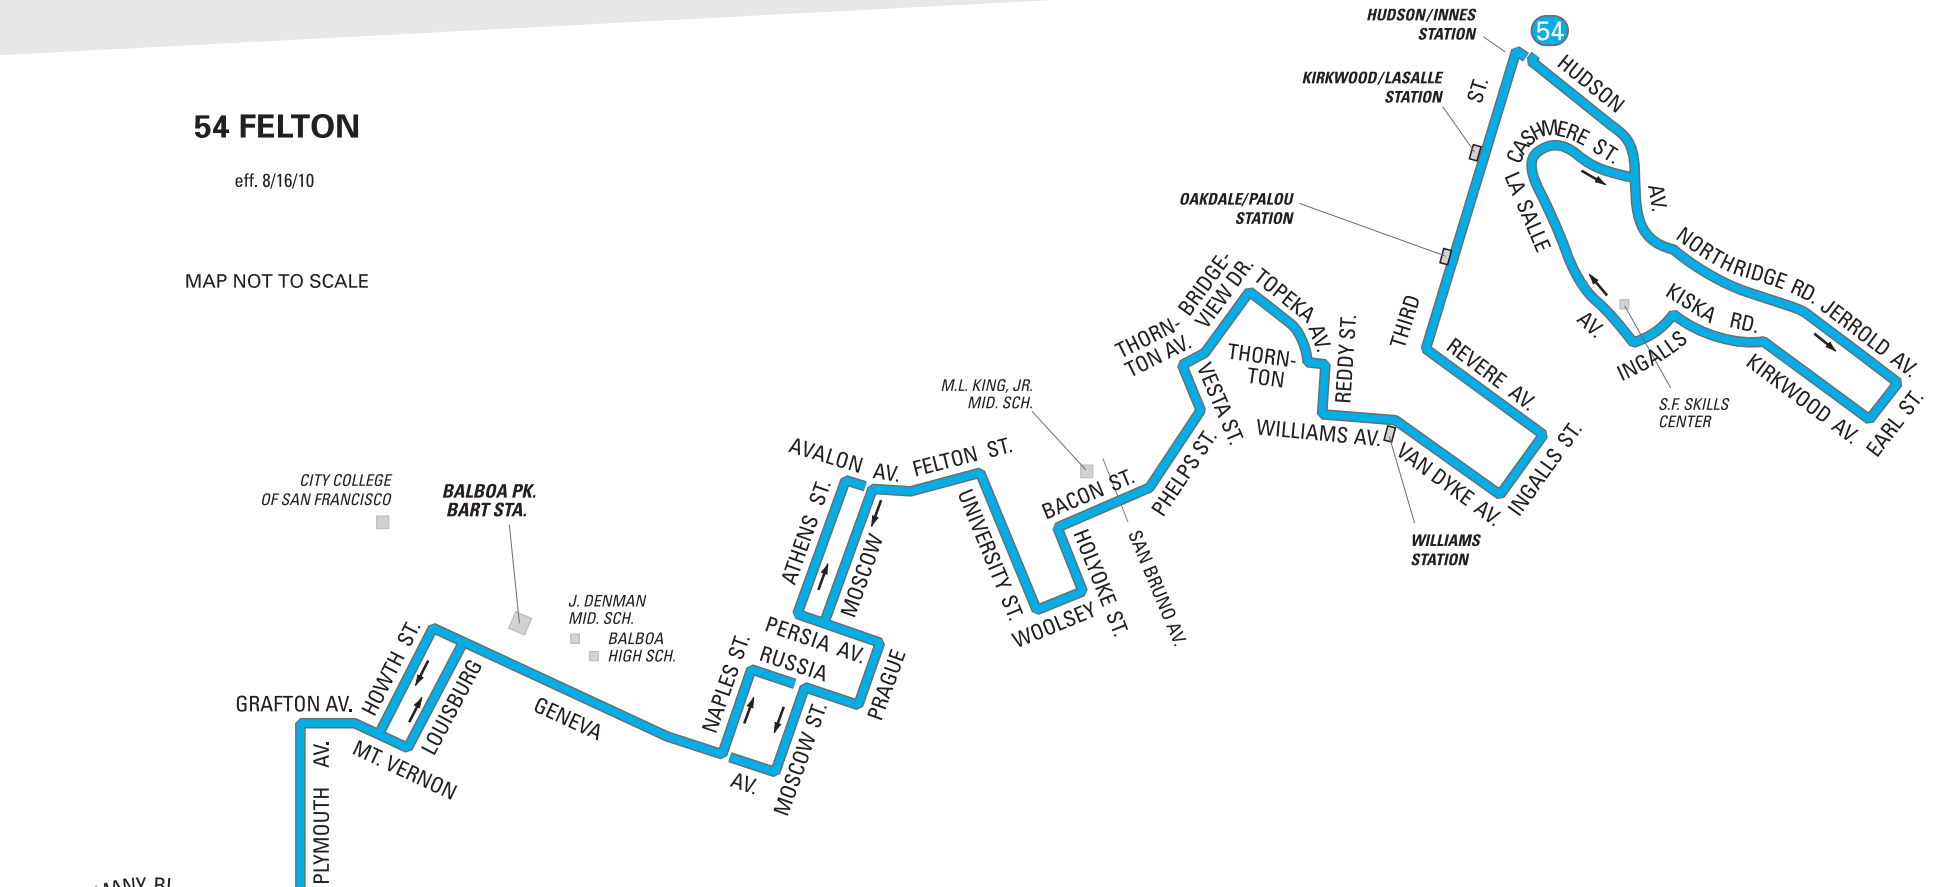 54 FELTON
eff. 8/16/10
MAP NOT TO SCALE
HUDSON/INNES
STATION
54
KIRKWOOD/LASALLE
STATION
ST.
HUDSON
CASHMERE ST.
OAKDALE/PALOU
STATION
LA SALLE
AV.
NORTHRIDGE RD.
JERROLD AV.
BRIDGE-
VIEW DR.
TOPEKA AV.
THORN-
TON AV.
THORN-
TON
REDDY ST.
THIRD
REVERE AV.
AV.
KISKA RD.
INGALLS
KIRKWOOD AV.
EARL ST.
S.F. SKILLS
CENTER
M.L. KING, JR.
MID. SCH.
VESTA ST.
WILLIAMS AV.
VAN DYKE AV.
INGALLS ST.
WILLIAMS
STATION
AVALON AV.
FELTON ST.
BACON ST.
PHELPS ST.
CITY COLLEGE
OF SAN FRANCISCO
BALBOA PK.
BART STA.
ATHENS ST.
MOSCOW
UNIVERSITY ST.
HOLYOKE ST.
SAN BRUNO AV.
WOOLSEY
J. DENMAN
MID. SCH.
BALBOA
HIGH SCH.
PERSIA AV.
RUSSIA
PRAGUE
NAPLES ST.
HOWTH ST.
LOUISBURG
GRAFTON AV.
GENEVA
MT. VERNON
AV.
MOSCOW ST.
PLYMOUTH AV.